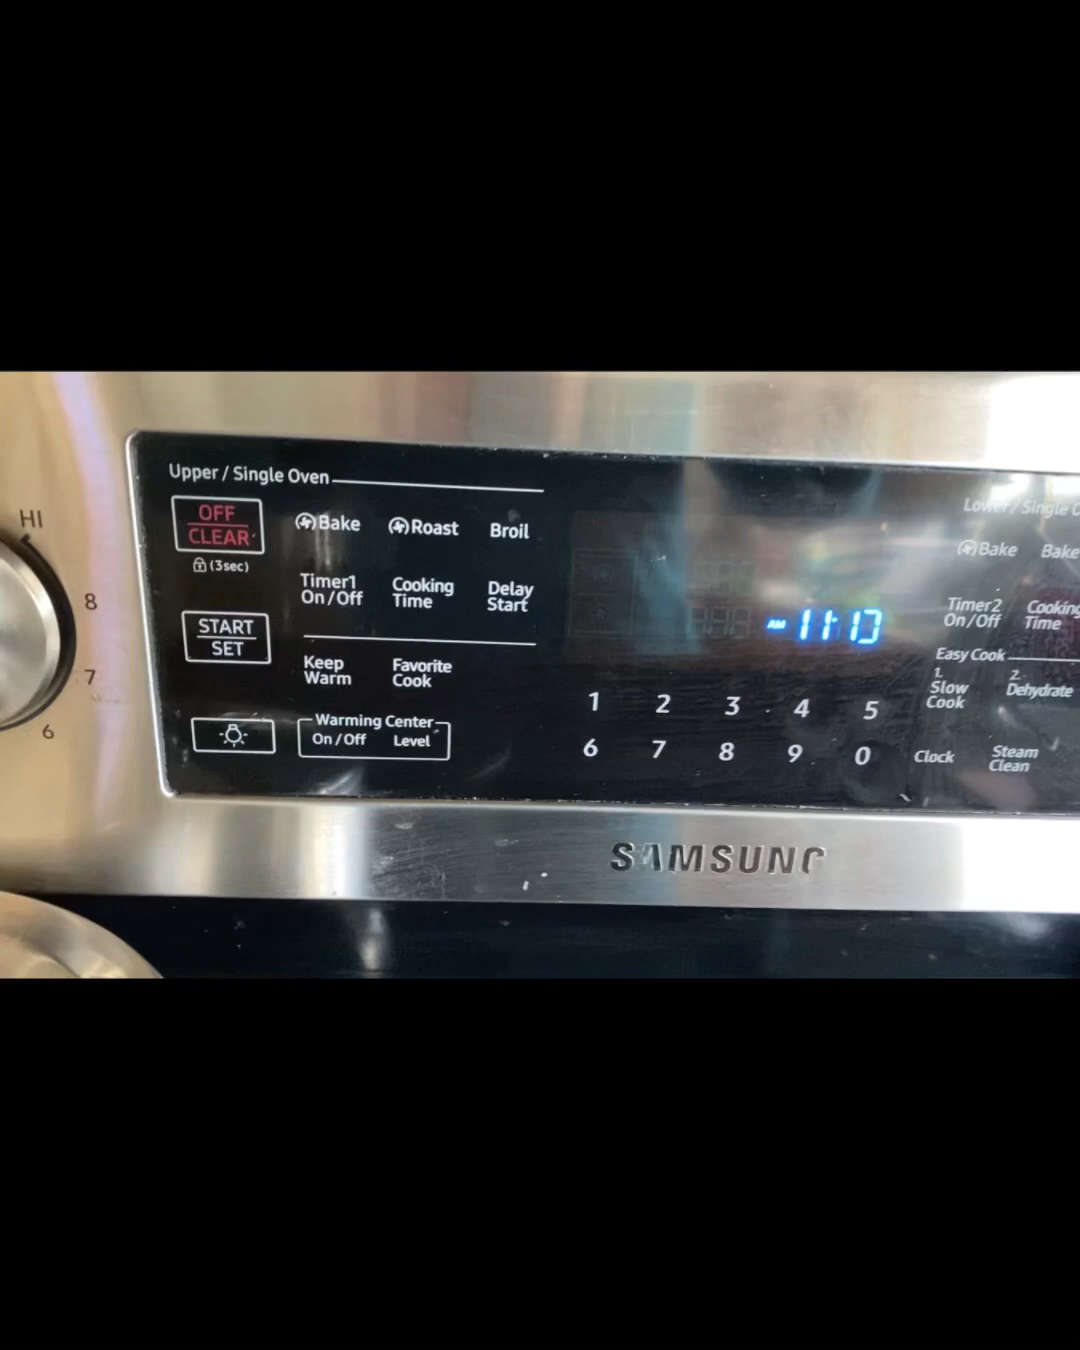 Upper / Single Oven
OFF
CLEAR
(3sec)
Bake
Roast
Broil
Timer1
On / Off
Cooking
Time
Delay
Start
START
SET
Keep
Warm
Favorite
Cook
Warming Center
On / Off
Level
HI
8
7
6
AM
1 2 3 4 5
6 7 8 9 0
Lower / Single
Bake
Bake
Timer2
On / Off
Cooking
Time
Easy Cook
1.
Slow
Cook
2.
Dehydrate
Clock
Steam
Clean
SAMSUNG